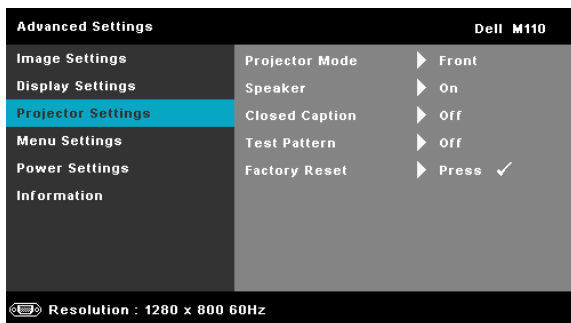 Advanced Settings Dell M110
Image Settings
Display Settings
Projector Settings
Menu Settings
Power Settings
Information
Projector Mode Front
Speaker On
Closed Caption Off
Test Pattern Off
Factory Reset Press
Resolution : 1280 x 800 60Hz